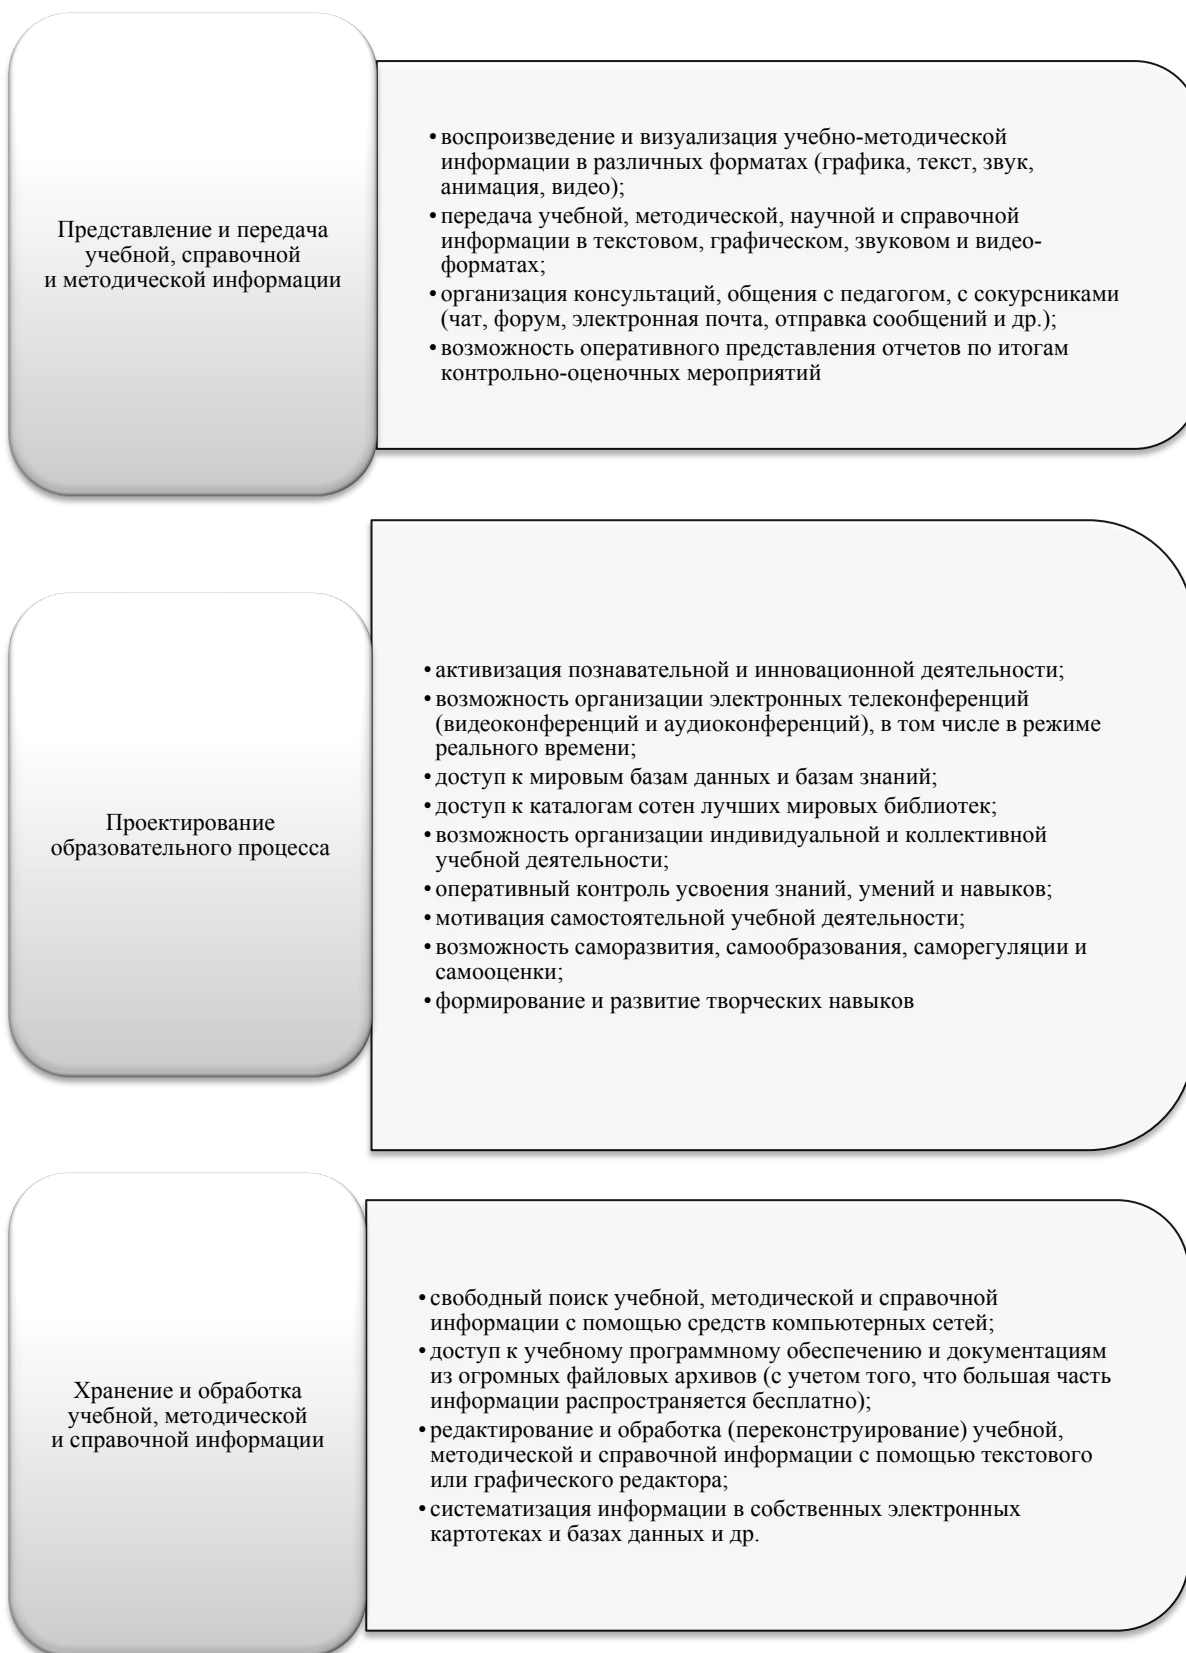 Представление и передача
учебной, справочной
и методической информации
• воспроизведение и визуализация учебно-методической
информации в различных форматах (графика, текст, звук,
анимация, видео);
• передача учебной, методической, научной и справочной
информации в текстовом, графическом, звуковом и видео-
форматах;
• организация консультаций, общения с педагогом, с сокурсниками
(чат, форум, электронная почта, отправка сообщений и др.);
• возможность оперативного представления отчетов по итогам
контрольно-оценочных мероприятий
Проектирование
образовательного процесса
• активизация познавательной и инновационной деятельности;
• возможность организации электронных телеконференций
(видеоконференций и аудиоконференций), в том числе в режиме
реального времени;
• доступ к мировым базам данных и базам знаний;
• доступ к каталогам сотен лучших мировых библиотек;
• возможность организации индивидуальной и коллективной
учебной деятельности;
• оперативный контроль усвоения знаний, умений и навыков;
• мотивация самостоятельной учебной деятельности;
• возможность саморазвития, самообразования, саморегуляции и
самооценки;
• формирование и развитие творческих навыков
Хранение и обработка
учебной, методической
и справочной информации
• свободный поиск учебной, методической и справочной
информации с помощью средств компьютерных сетей;
• доступ к учебному программному обеспечению и документациям
из огромных файловых архивов (с учетом того, что большая часть
информации распространяется бесплатно);
• редактирование и обработка (переконструирование) учебной,
методической и справочной информации с помощью текстового
или графического редактора;
• систематизация информации в собственных электронных
картотеках и базах данных и др.